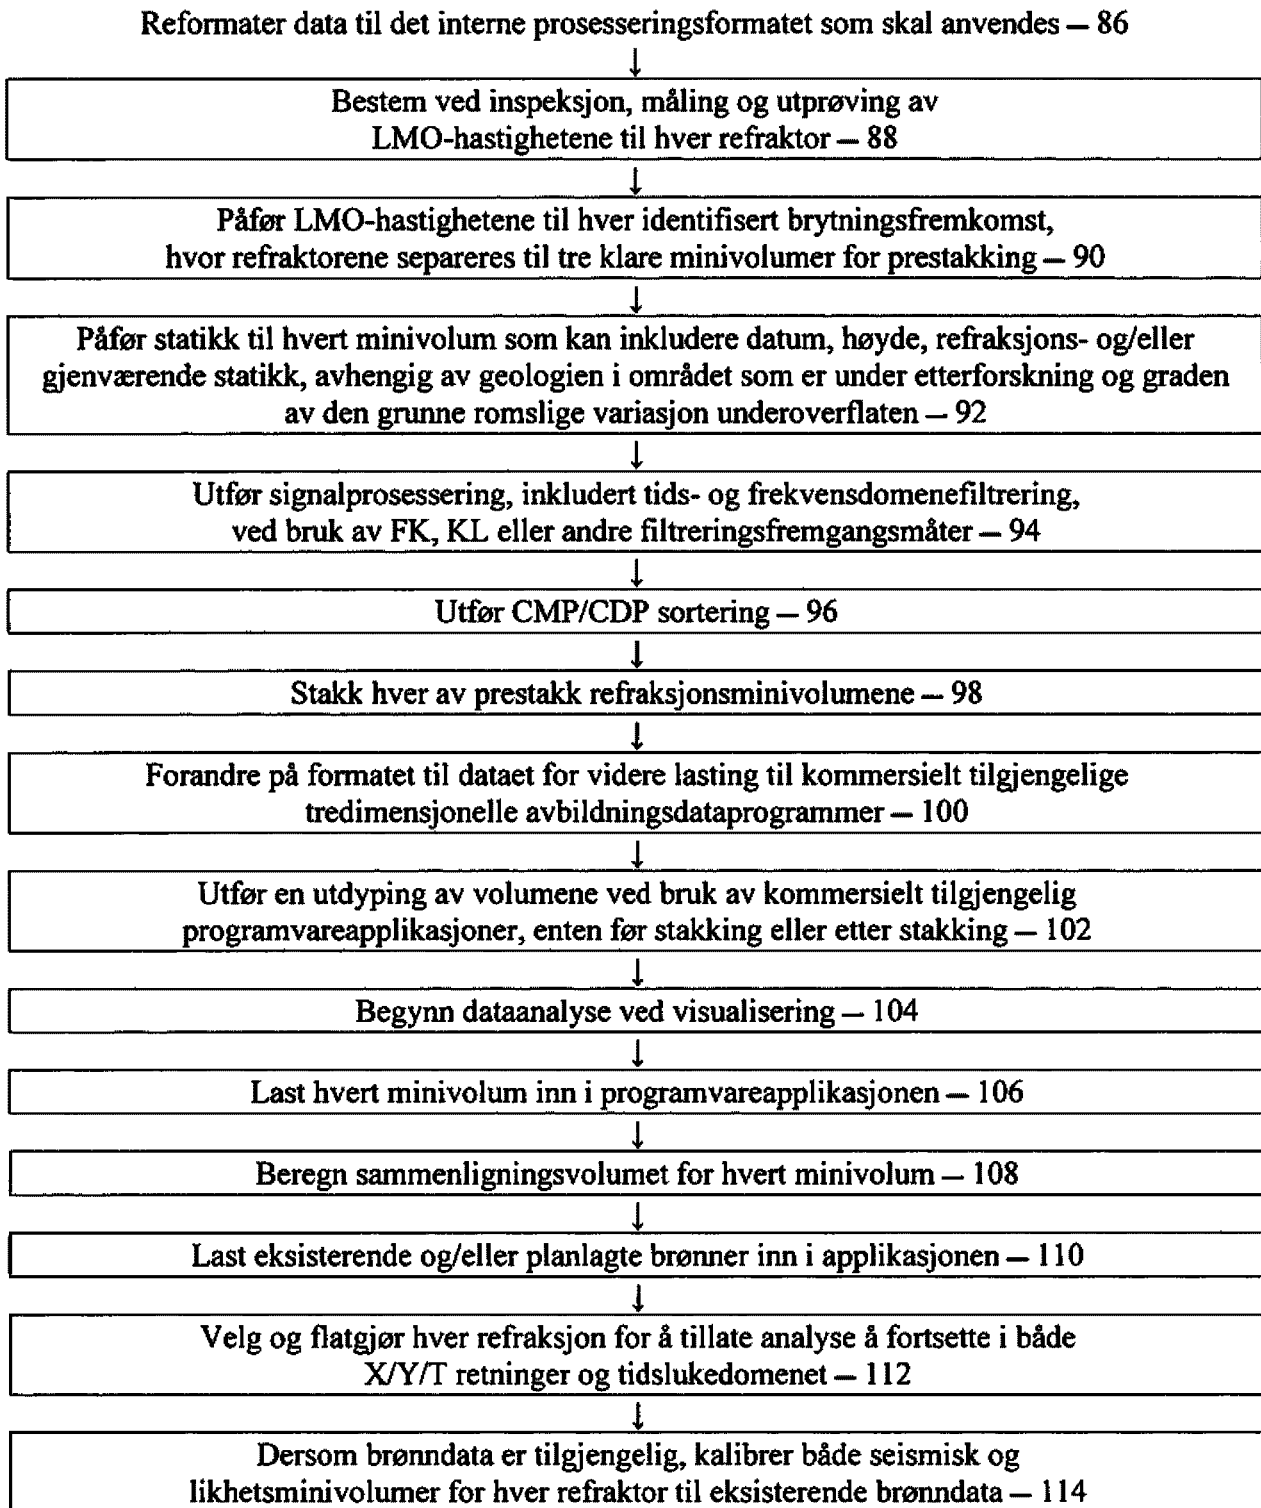 Reformater data til det interne prosesseringsformatet som skal anvendes — 86
↓
Bestem ved inspeksjon, måling og utprøving av
LMO-hastighetene til hver refraktor — 88
↓
Påfør LMO-hastighetene til hver identifisert brytningsfremkomst,
hvor refraktorene separeres til tre klare minivolumer for prestakking — 90
↓
Påfør statikk til hvert minivolum som kan inkludere datum, høyde, refraksjons- og/eller
gjenværende statikk, avhengig av geologien i området som er under etterforskning og graden
av den grunne romslige variasjon underoverflaten — 92
↓
Utfør signalprosessering, inkludert tids- og frekvensdomenefiltrering,
ved bruk av FK, KL eller andre filtreringsfremgangsmåter — 94
↓
Utfør CMP/CDP sortering — 96
↓
Stakk hver av prestakk refraksjonsminivolumene — 98
↓
Forandre på formatet til dataet for videre lasting til kommersielt tilgjengelige
tredimensjonelle avbildningsdataprogrammer — 100
↓
Utfør en utdyping av volumene ved bruk av kommersielt tilgjengelig
programvareapplikasjoner, enten før stakking eller etter stakking — 102
↓
Begynn dataanalyse ved visualisering — 104
↓
Last hvert minivolum inn i programvareapplikasjonen — 106
↓
Beregn sammenligningsvolumet for hvert minivolum — 108
↓
Last eksisterende og/eller planlagte brønner inn i applikasjonen — 110
↓
Velg og flatgjør hver refraksjon for å tillate analyse å fortsette i både
X/Y/T retninger og tidslukedomenet — 112
↓
Dersom brønndata er tilgjengelig, kalibrer både seismisk og
likhetsminivolumer for hver refraktor til eksisterende brønndata — 114